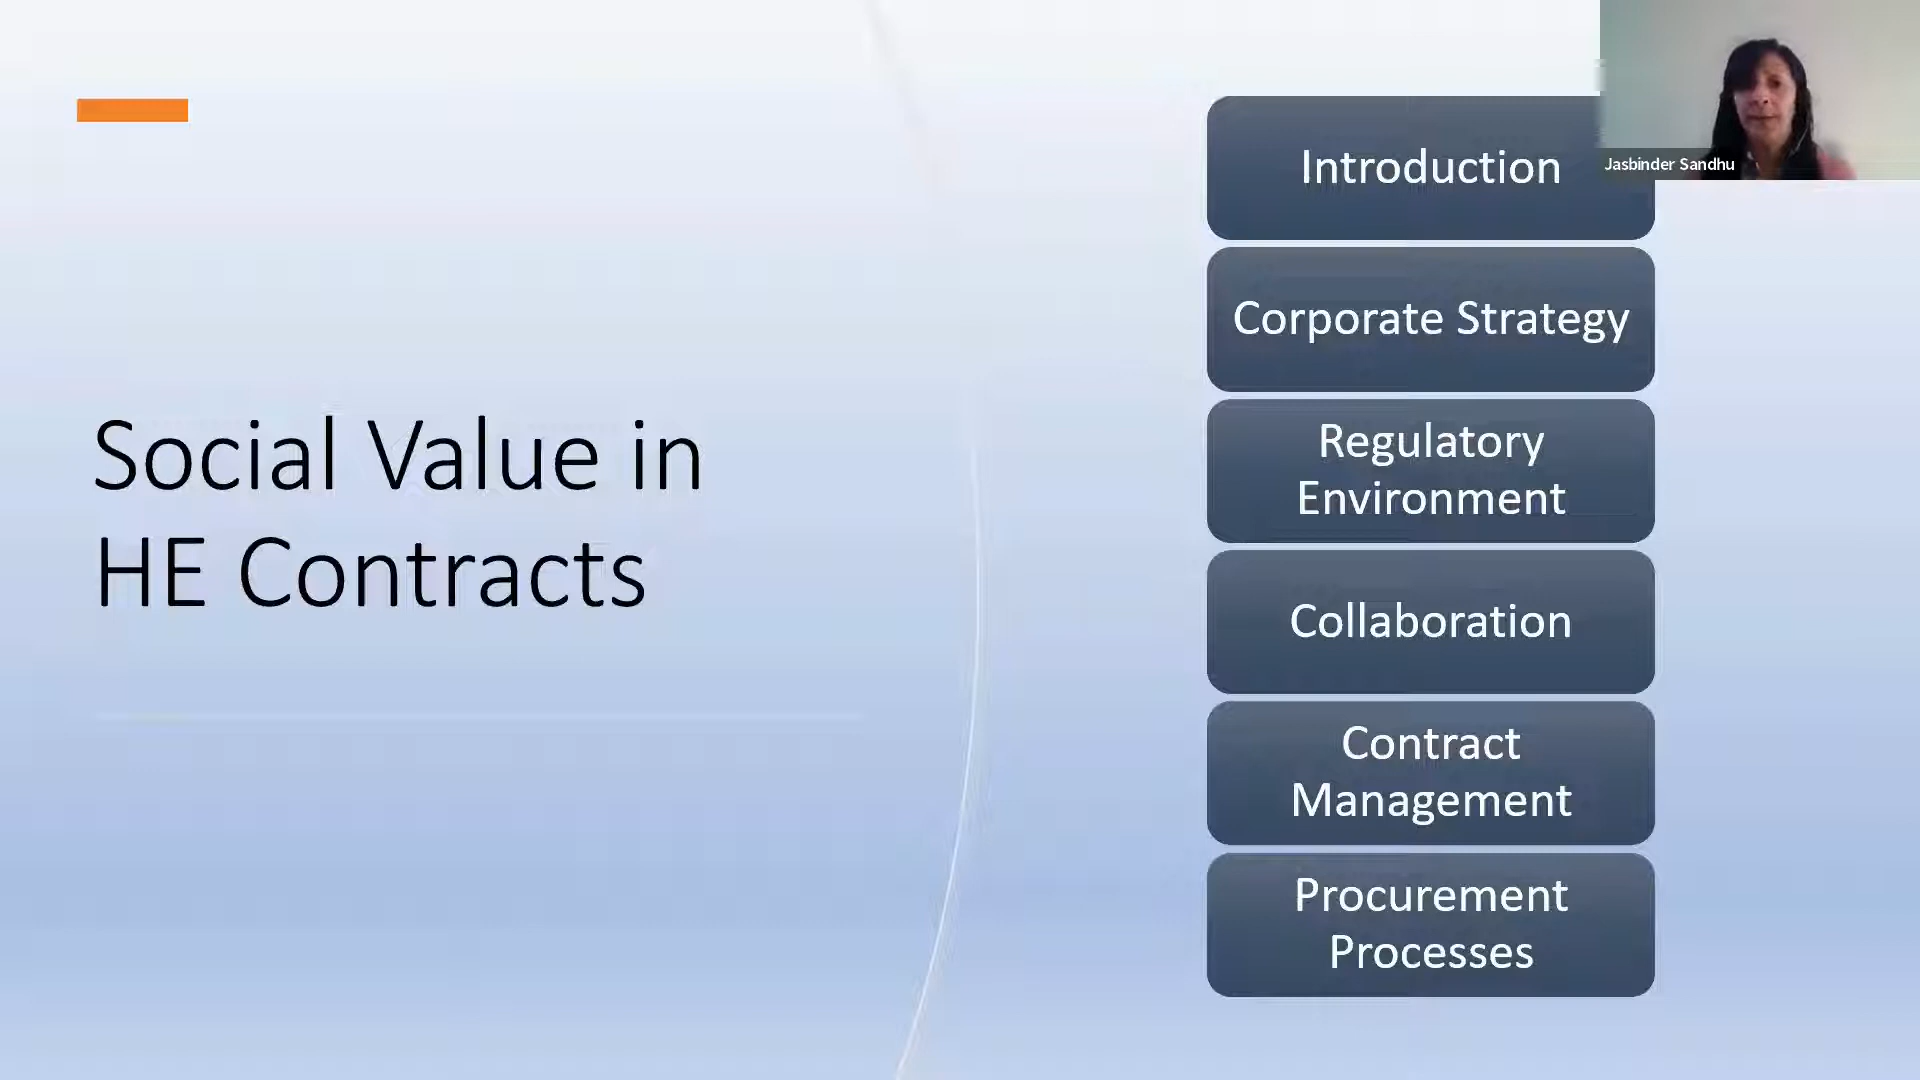 Social Value in
HE Contracts
Introduction
Corporate Strategy
Regulatory
Environment
Collaboration
Contract
Management
Procurement
Processes
Jasbinder Sandhu